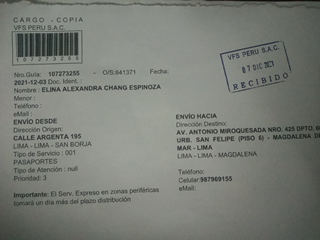 CARGO - COPIA
VFS PERU S.A.C.
107273255
Nro.Guía: 107273255 - O/S:841371 Fecha:
2021-12-03 Doc. Ident. :
Nombre : ELINA ALEXANDRA CHANG ESPINOZA
Menor :
Teléfono :
eMail :
ENVÍO DESDE
Dirección Origen:
CALLE ARGENTA 195
LIMA - LIMA - SAN BORJA
Tipo de Servicio : 001
PASAPORTES
Tipo de Atención : null
Prioridad: 3
Importante: El Serv. Expreso en zonas periféricas
tomará un día más del plazo distribución
VFS PERU S.A.C.
07 DIC 2021
RECIBIDO
ENVÍO HACIA
Dirección Destino:
AV. ANTONIO MIROQUESADA NRO. 425 DPTO.
URB. SAN FELIPE (PISO 6) - MAGDALENA DE
MAR - LIMA
LIMA - LIMA - MAGDALENA
Teléfono:
Celular:987969155
eMail: